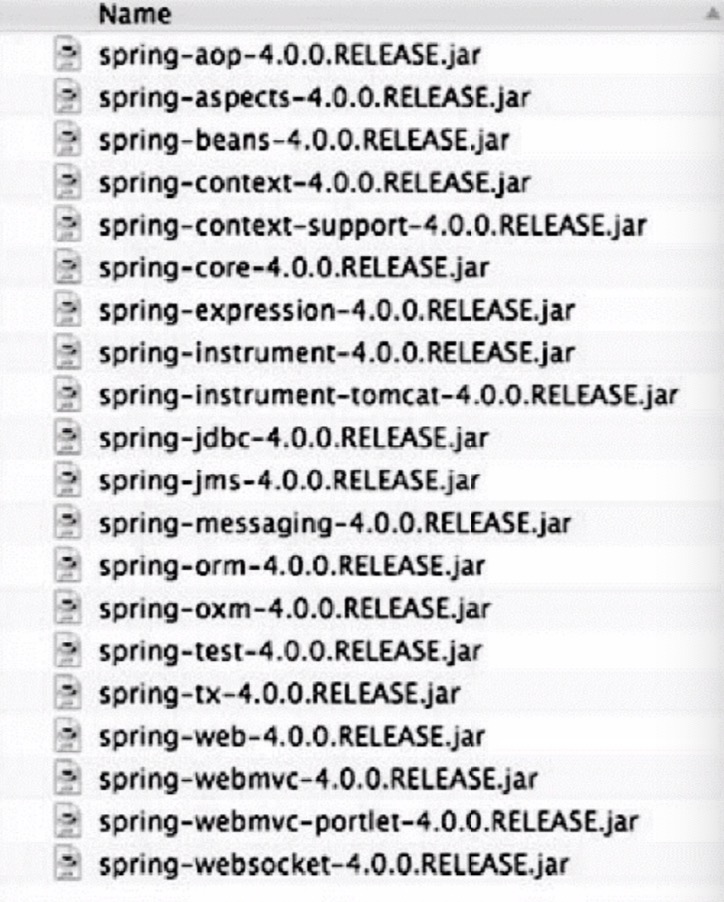 Name
spring-aop-4.0.0.RELEASE.jar
spring-aspects-4.0.0.RELEASE.jar
spring-beans-4.0.0.RELEASE.jar
spring-context-4.0.0.RELEASE.jar
spring-context-support-4.0.0.RELEASE.jar
spring-core-4.0.0.RELEASE.jar
spring-expression-4.0.0.RELEASE.jar
spring-instrument-4.0.0.RELEASE.jar
spring-instrument-tomcat-4.0.0.RELEASE.jar
spring-jdbc-4.0.0.RELEASE.jar
spring-jms-4.0.0.RELEASE.jar
spring-messaging-4.0.0.RELEASE.jar
spring-orm-4.0.0.RELEASE.jar
spring-oxm-4.0.0.RELEASE.jar
spring-test-4.0.0.RELEASE.jar
spring-tx-4.0.0.RELEASE.jar
spring-web-4.0.0.RELEASE.jar
spring-webmvc-4.0.0.RELEASE.jar
spring-webmvc-portlet-4.0.0.RELEASE.jar
spring-websocket-4.0.0.RELEASE.jar